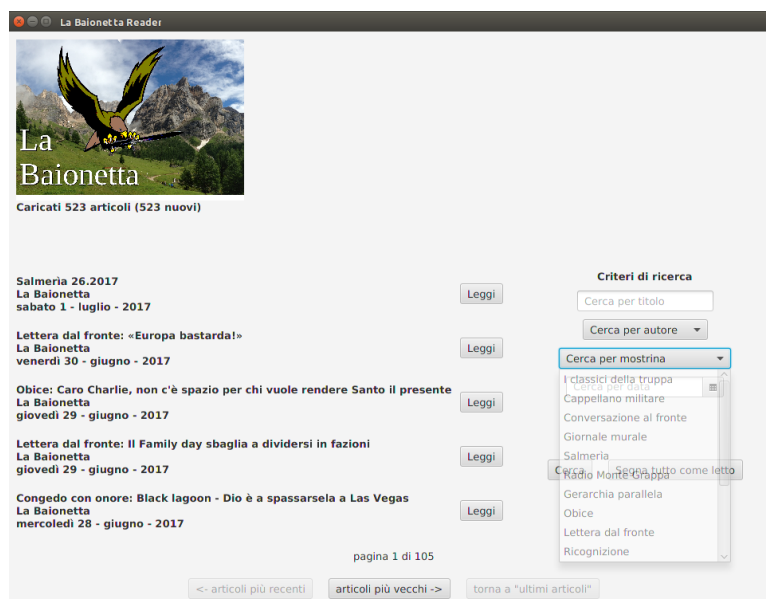 La Baionetta Reader
La
Baionetta
Caricati 523 articoli (523 nuovi)
Salmerìa 26.2017
La Baionetta
sabato 1 - luglio - 2017
Leggi
Lettera dal fronte: «Europa bastarda!»
La Baionetta
venerdì 30 - giugno - 2017
Leggi
Obice: Caro Charlie, non c'è spazio per chi vuole rendere Santo il presente
La Baionetta
giovedì 29 - giugno - 2017
Leggi
Lettera dal fronte: Il Family day sbaglia a dividersi in fazioni
La Baionetta
giovedì 29 - giugno - 2017
Leggi
Congedo con onore: Black lagoon - Dio è a spassarsela a Las Vegas
La Baionetta
mercoledì 28 - giugno - 2017
Leggi
Criteri di ricerca
Cerca per titolo
Cerca per autore
Cerca per mostrina
I classici della truppa
Cerca per data
Cappellano militare
Conversazione al fronte
Giornale murale
Salmeria
Cerca
Segna tutto come letto
Radio Monte Grappa
Gerarchia parallela
Obice
Lettera dal fronte
Ricognizione
pagina 1 di 105
<- articoli più recenti
articoli più vecchi ->
torna a "ultimi articoli"